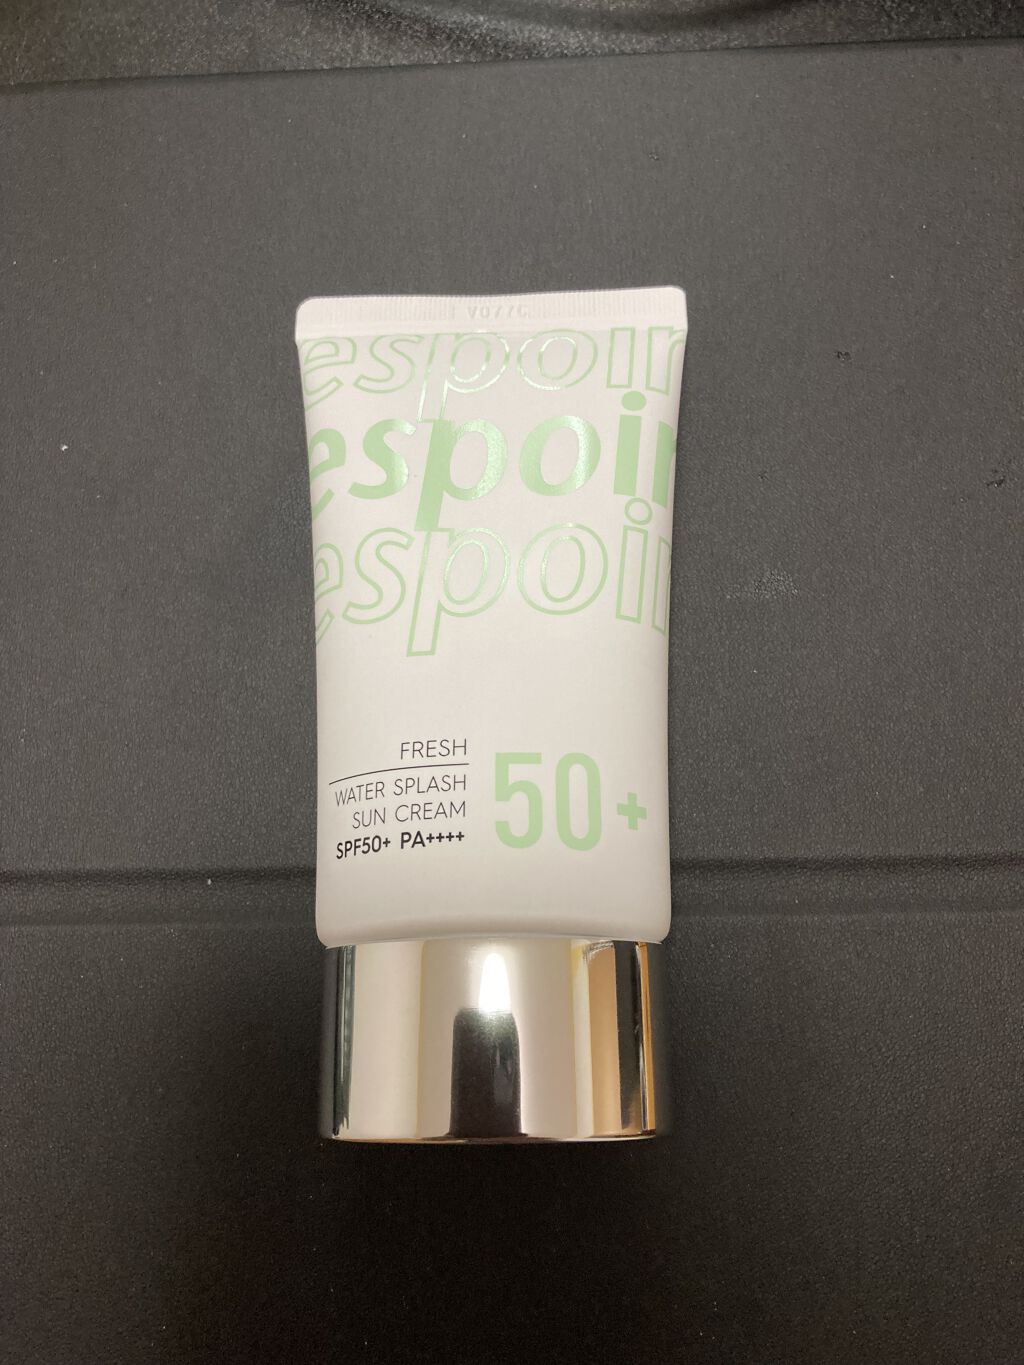 espoir
espoir
espoir
FRESH
WATER SPLASH
SUN CREAM
SPF50+ PA++++
50+